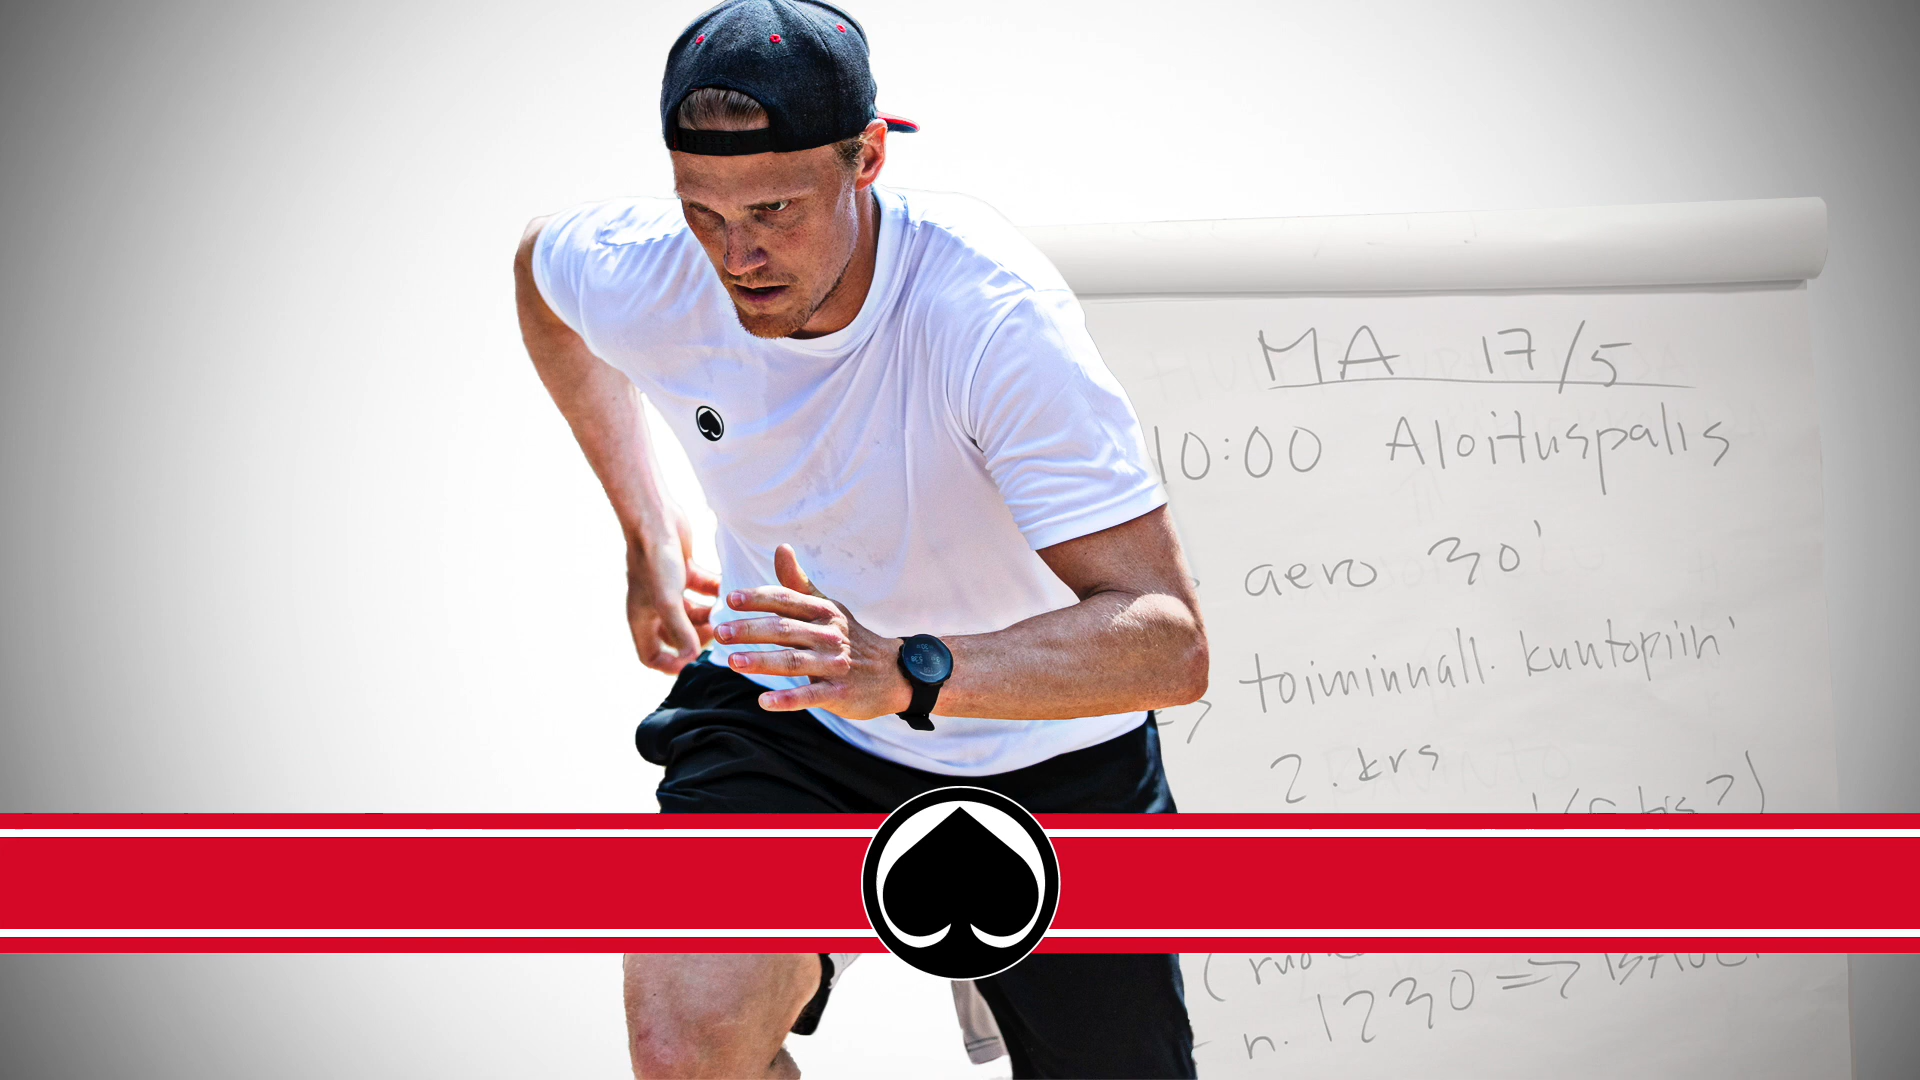 MA 17/5
10:00 Aloituspalis
aero 30'
toiminnall. kuntopiiri
=>
2. krs
n. 1230 =>